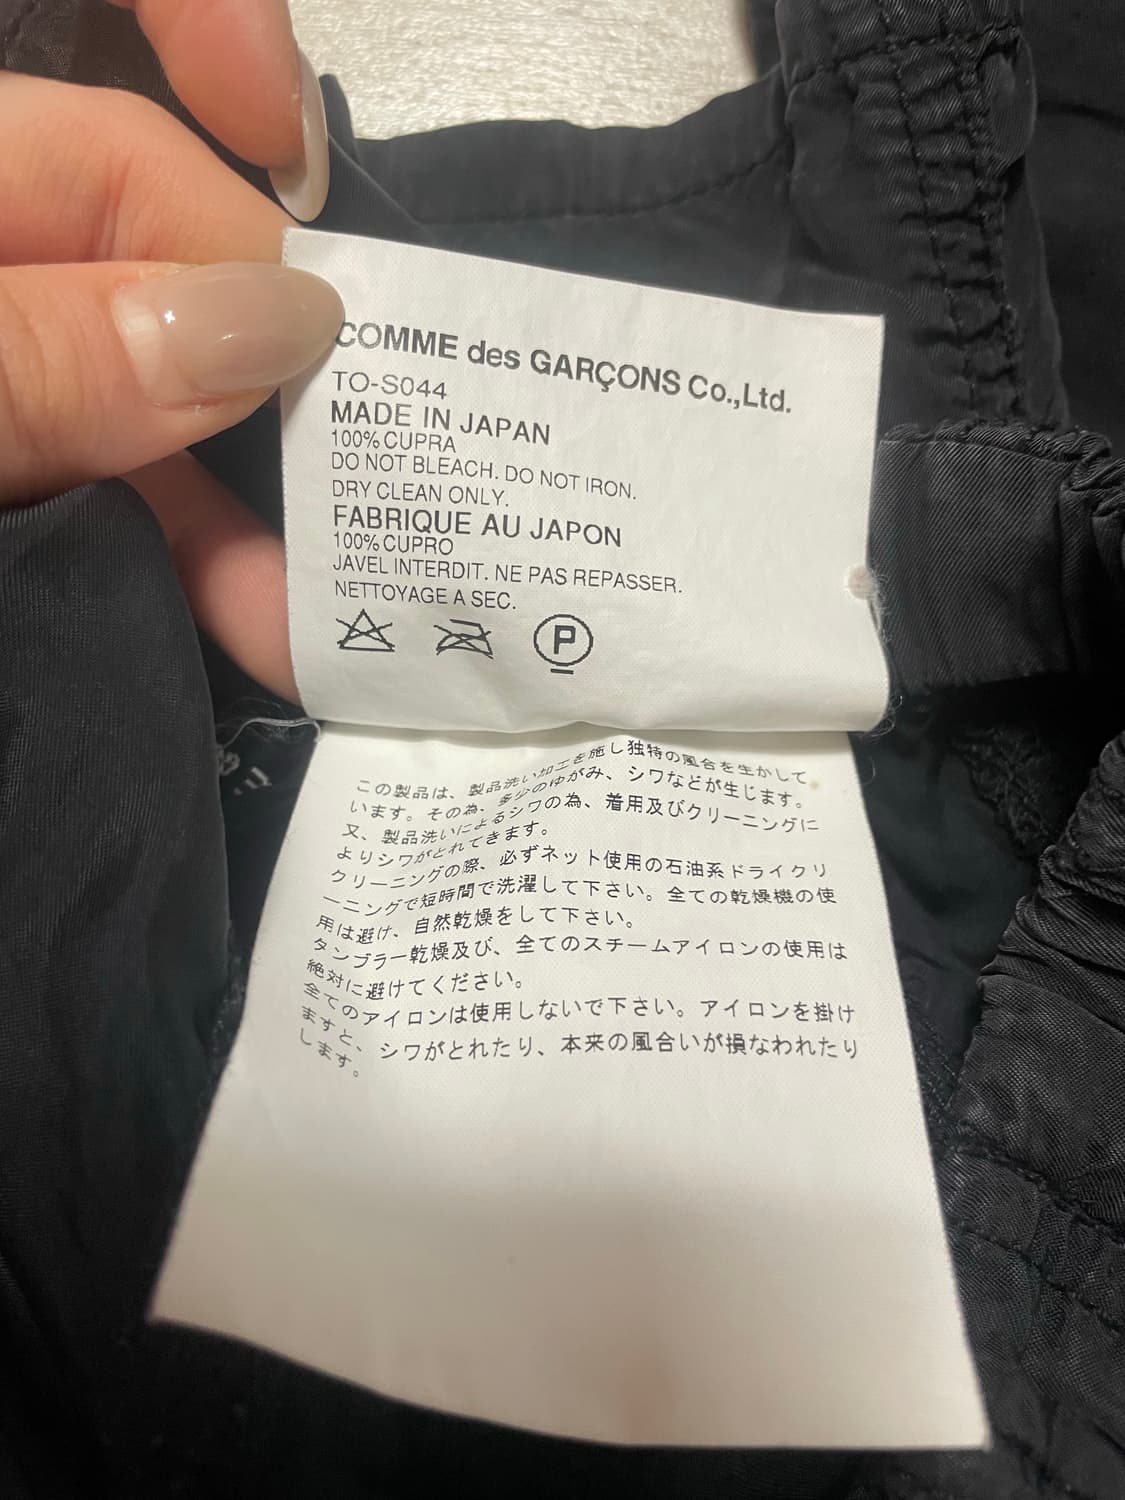 COMME des GARÇONS Co.,Ltd.
TO-S044
MADE IN JAPAN
100% CUPRA
DO NOT BLEACH. DO NOT IRON.
DRY CLEAN ONLY.
FABRIQUE AU JAPON
100% CUPRO
JAVEL INTERDIT. NE PAS REPASSER.
NETTOYAGE A SEC.
P
この製品は、製品洗い加工を施し独特の風合を生かして
います。その為、多少のゆがみ、シワなどが生じます。
又、製品洗いによるシワの為、着用及びクリーニングに
よりシワがとれてきます。
クリーニングの際、必ずネット使用の石油系ドライクリ
ーニングで短時間で洗濯して下さい。全ての乾燥機の使
用は避け、自然乾燥をして下さい。
タンブラー乾燥及び、全てのスチームアイロンの使用は
絶対に避けてください。
全てのアイロンは使用しないで下さい。アイロンを掛け
ますと、シワがとれたり、本来の風合いが損なわれたり
します。